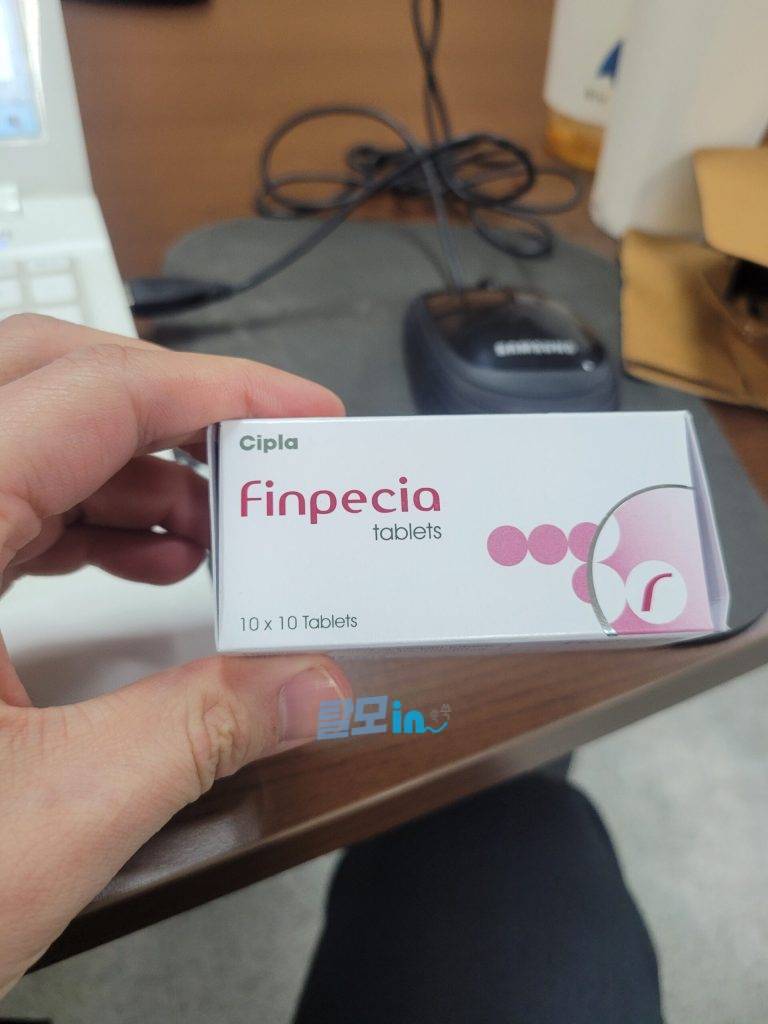 SAMSUNG
Cipla
Finpecia
tablets
10 x 10 Tablets
탈모in